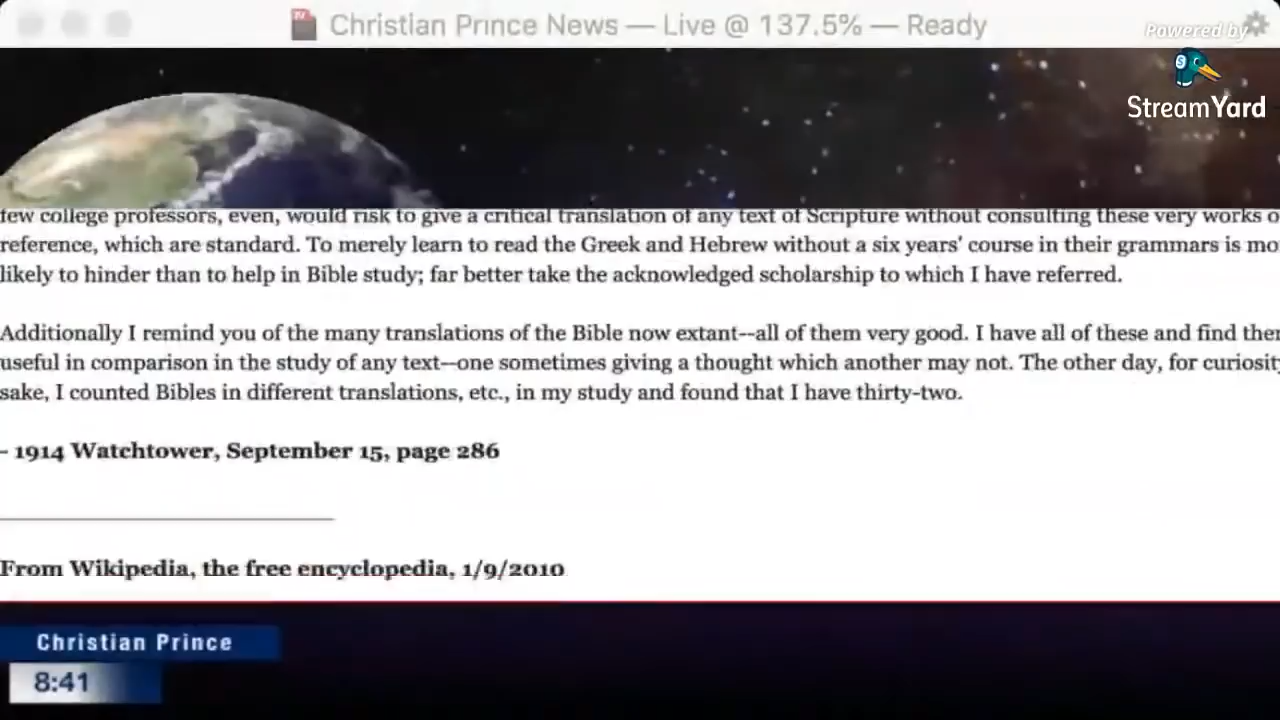 Christian Prince News — Live @ 137.5% — Ready
Powered by
StreamYard
few college professors, even, would risk to give a critical translation of any text of Scripture without consulting these very works o
reference, which are standard. To merely learn to read the Greek and Hebrew without a six years' course in their grammars is mo
likely to hinder than to help in Bible study; far better take the acknowledged scholarship to which I have referred.
Additionally I remind you of the many translations of the Bible now extant--all of them very good. I have all of these and find ther
useful in comparison in the study of any text--one sometimes giving a thought which another may not. The other day, for curiosity
sake, I counted Bibles in different translations, etc., in my study and found that I have thirty-two.
- 1914 Watchtower, September 15, page 286
From Wikipedia, the free encyclopedia, 1/9/2010
Christian Prince
8:41